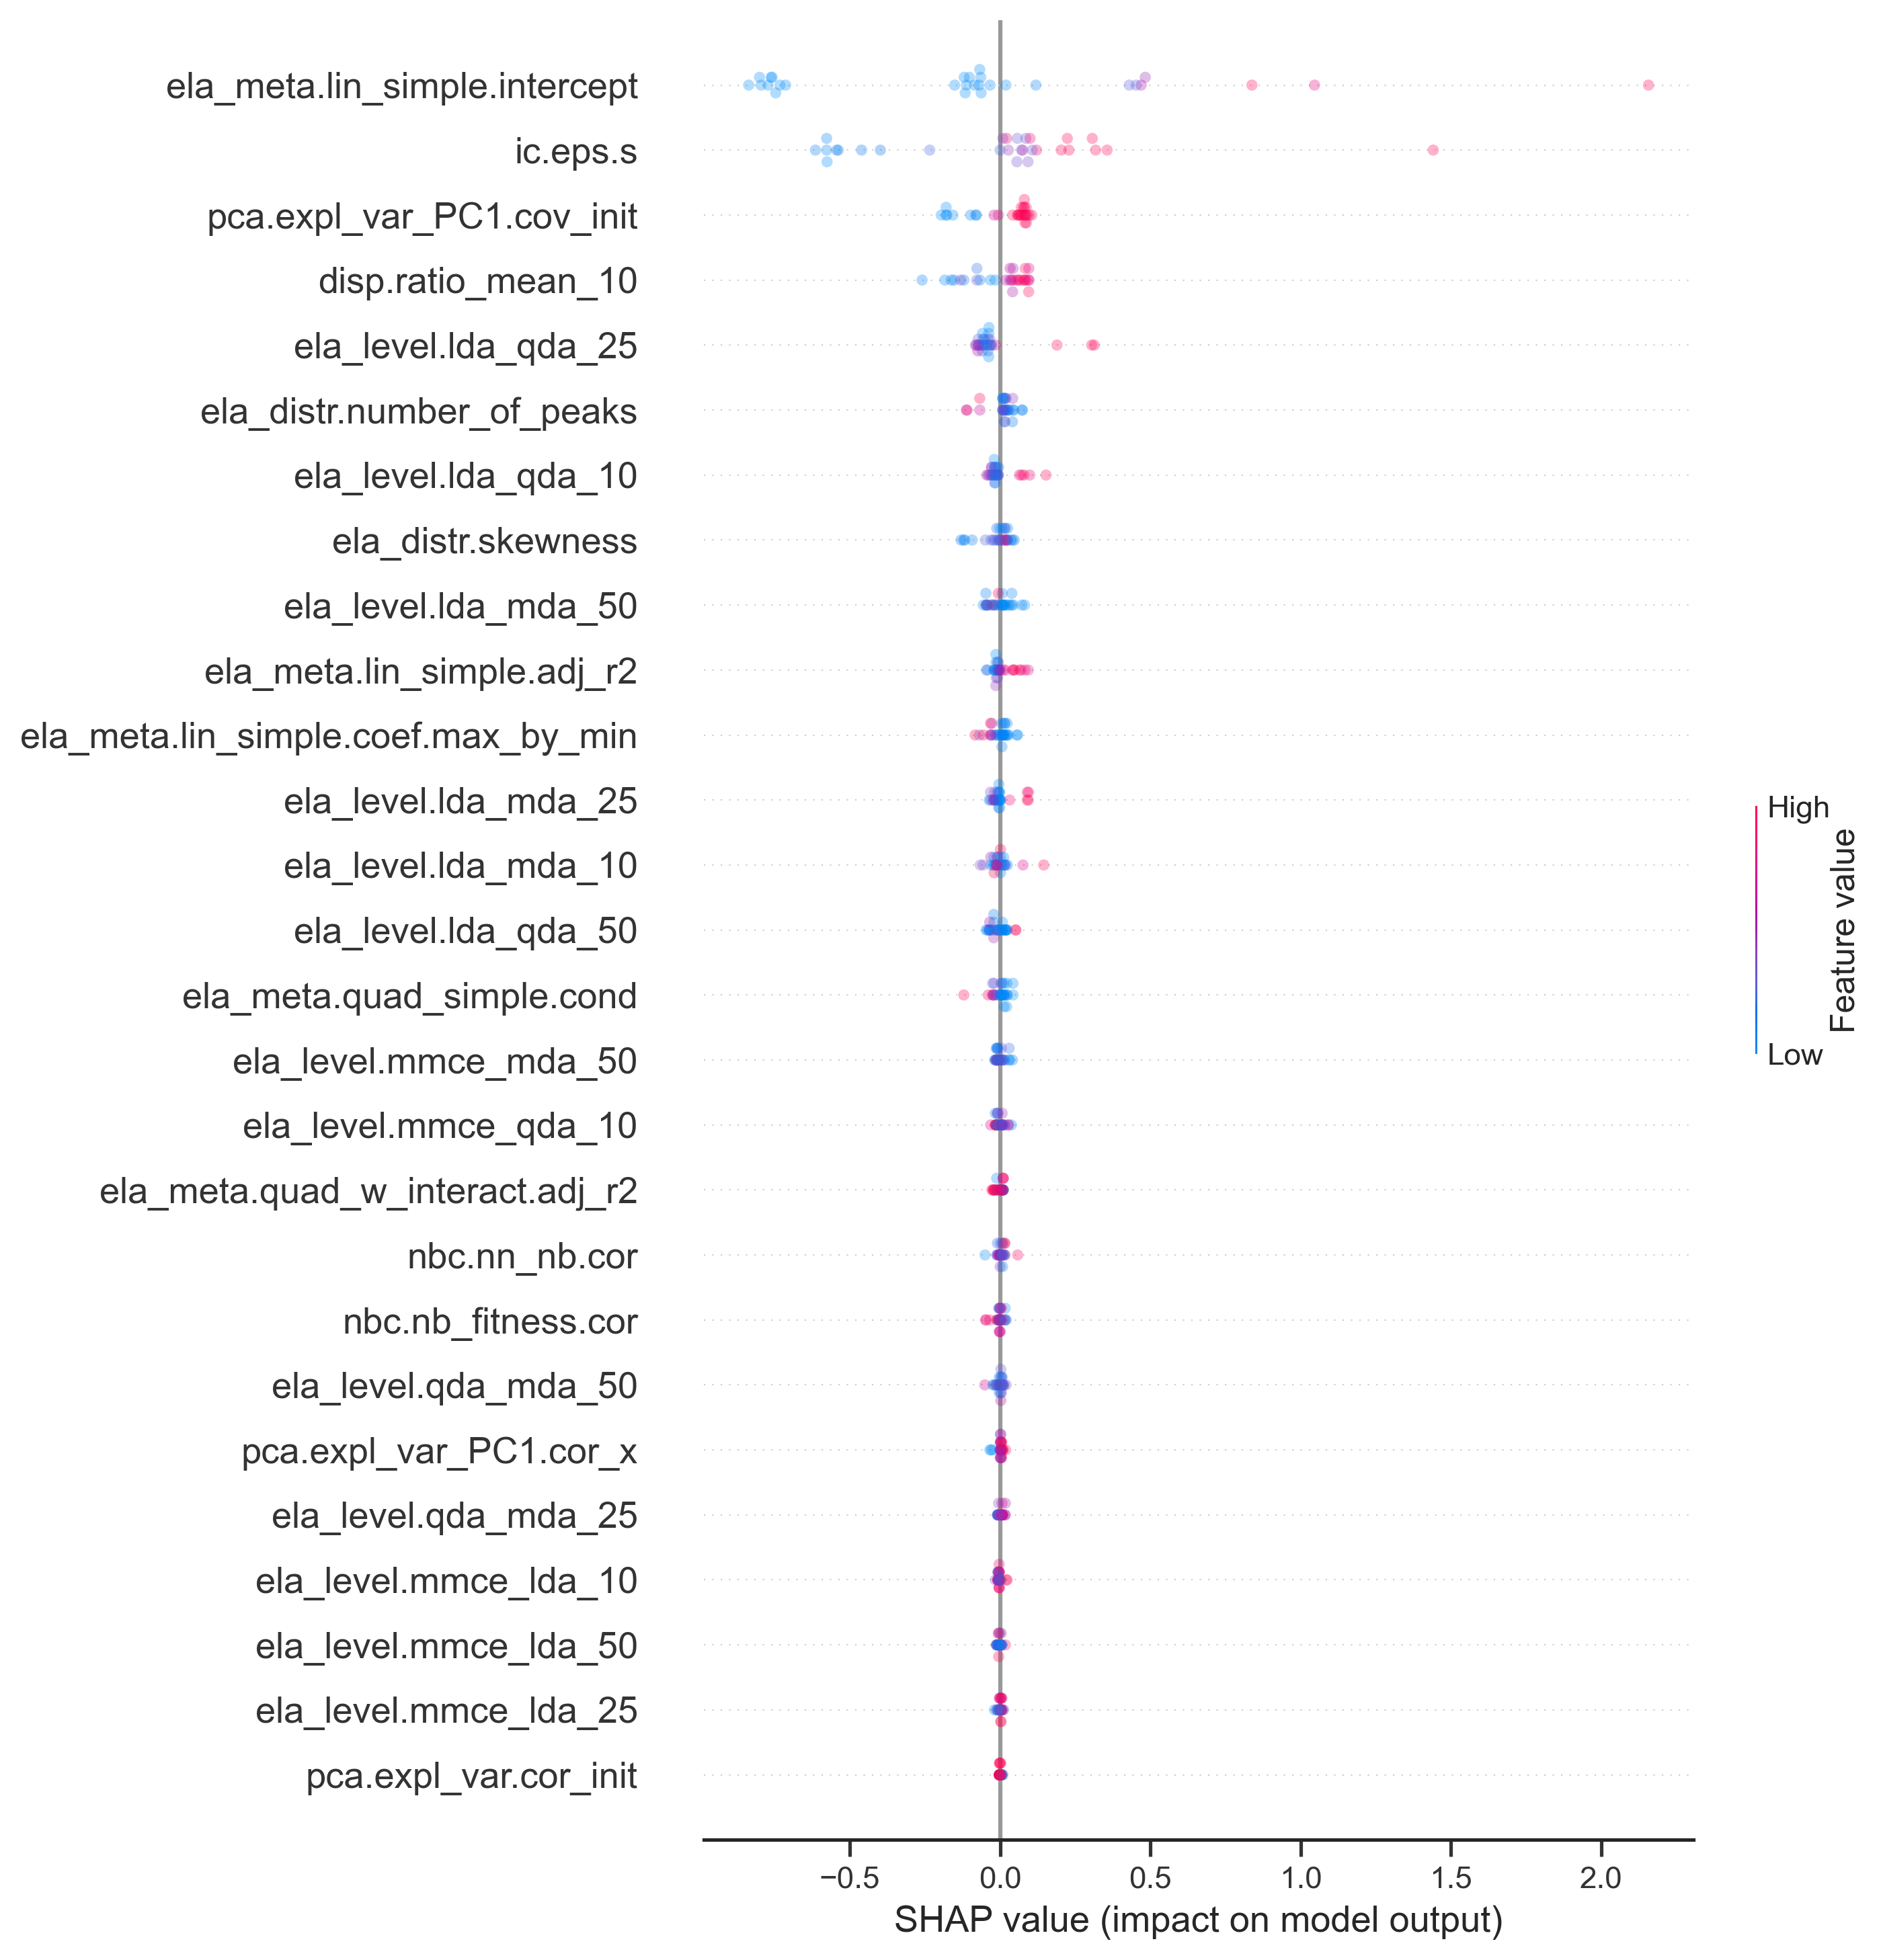 ela_meta.lin_simple.intercept
ic.eps.s
pca.expl_var_PC1.cov_init
disp.ratio_mean_10
ela_level.lda_qda_25
ela_distr.number_of_peaks
ela_level.lda_qda_10
ela_distr.skewness
ela_level.lda_mda_50
ela_meta.lin_simple.adj_r2
ela_meta.lin_simple.coef.max_by_min
ela_level.lda_mda_25
ela_level.lda_mda_10
ela_level.lda_qda_50
ela_meta.quad_simple.cond
ela_level.mmce_mda_50
ela_level.mmce_qda_10
ela_meta.quad_w_interact.adj_r2
nbc.nn_nb.cor
nbc.nb_fitness.cor
ela_level.qda_mda_50
pca.expl_var_PC1.cor_x
ela_level.qda_mda_25
ela_level.mmce_lda_10
ela_level.mmce_lda_50
ela_level.mmce_lda_25
pca.expl_var.cor_init
−0.5 0.0 0.5 1.0 1.5 2.0
SHAP value (impact on model output)
High
Feature value
Low